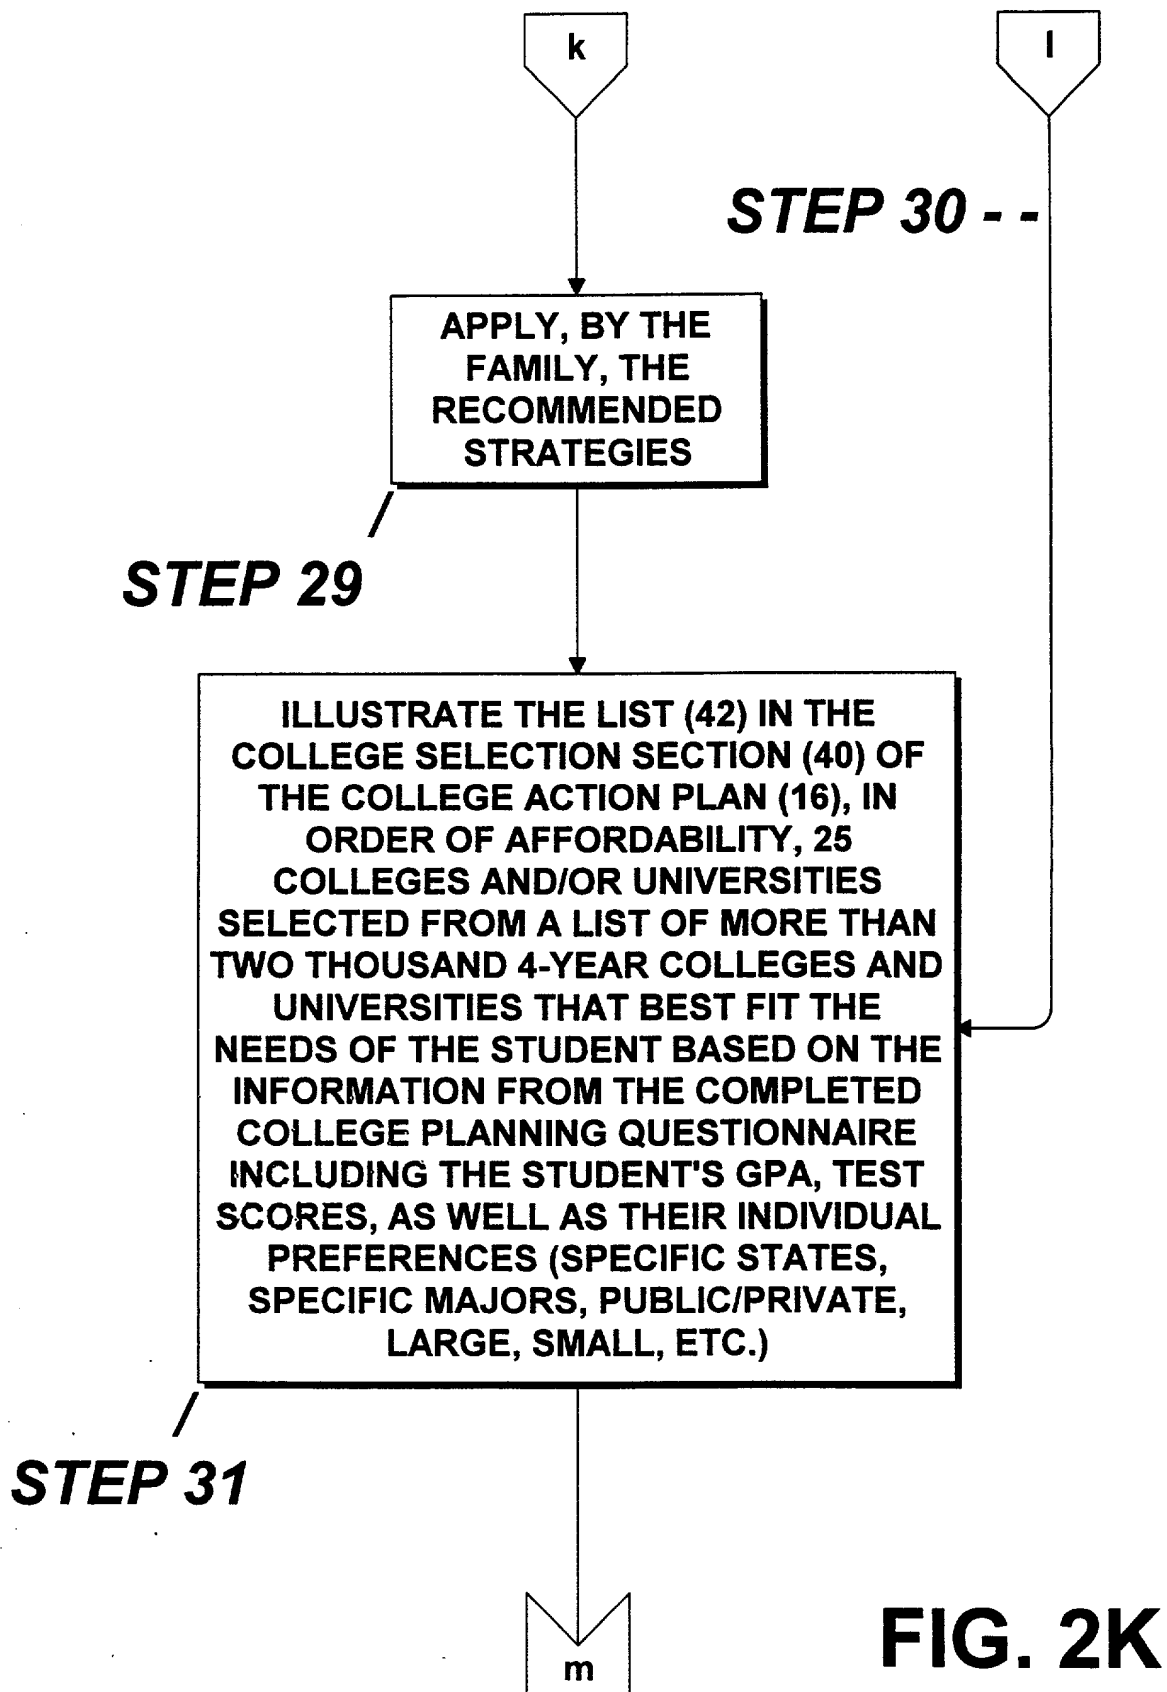 k
l
STEP 30 - -
APPLY, BY THE
FAMILY, THE
RECOMMENDED
STRATEGIES
STEP 29
ILLUSTRATE THE LIST (42) IN THE
COLLEGE SELECTION SECTION (40) OF
THE COLLEGE ACTION PLAN (16), IN
ORDER OF AFFORDABILITY, 25
COLLEGES AND/OR UNIVERSITIES
SELECTED FROM A LIST OF MORE THAN
TWO THOUSAND 4-YEAR COLLEGES AND
UNIVERSITIES THAT BEST FIT THE
NEEDS OF THE STUDENT BASED ON THE
INFORMATION FROM THE COMPLETED
COLLEGE PLANNING QUESTIONNAIRE
INCLUDING THE STUDENT'S GPA, TEST
SCORES, AS WELL AS THEIR INDIVIDUAL
PREFERENCES (SPECIFIC STATES,
SPECIFIC MAJORS, PUBLIC/PRIVATE,
LARGE, SMALL, ETC.)
STEP 31
m
FIG. 2K